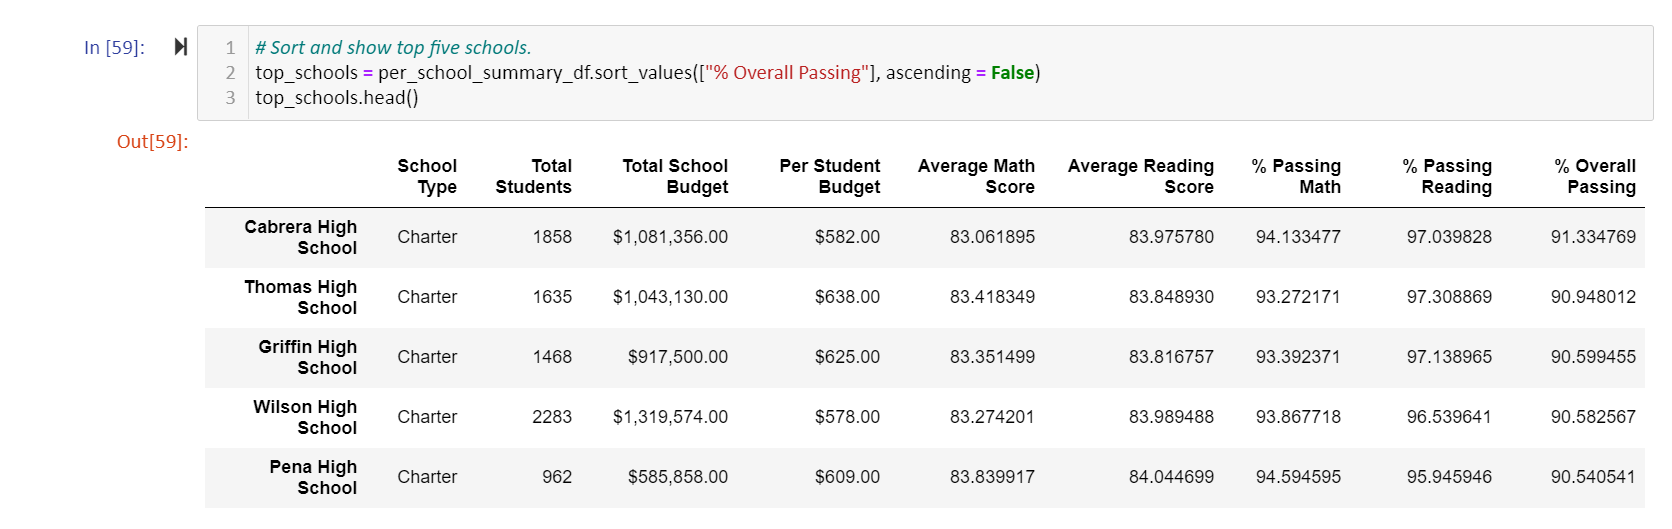 In [59]:
1 # Sort and show top five schools.
2 top_schools = per_school_summary_df.sort_values(["% Overall Passing"], ascending = False)
3 top_schools.head()
Out[59]:
School Total Total School Per Student Average Math Average Reading % Passing % Passing % Overall
Type Students Budget Budget Score Score Math Reading Passing
Cabrera High
School Charter 1858 $1,081,356.00 $582.00 83.061895 83.975780 94.133477 97.039828 91.334769
Thomas High
School Charter 1635 $1,043,130.00 $638.00 83.418349 83.848930 93.272171 97.308869 90.948012
Griffin High
School Charter 1468 $917,500.00 $625.00 83.351499 83.816757 93.392371 97.138965 90.599455
Wilson High
School Charter 2283 $1,319,574.00 $578.00 83.274201 83.989488 93.867718 96.539641 90.582567
Pena High
School Charter 962 $585,858.00 $609.00 83.839917 84.044699 94.594595 95.945946 90.540541